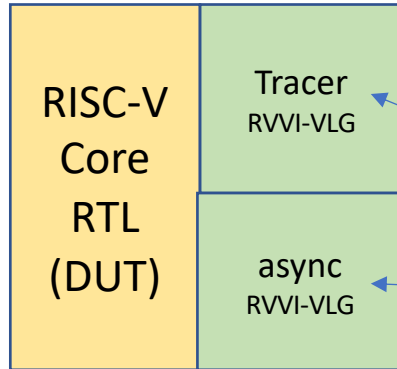 RISC-V
Core
RTL
(DUT)
Tracer
RVVI-VLG
async
RVVI-VLG